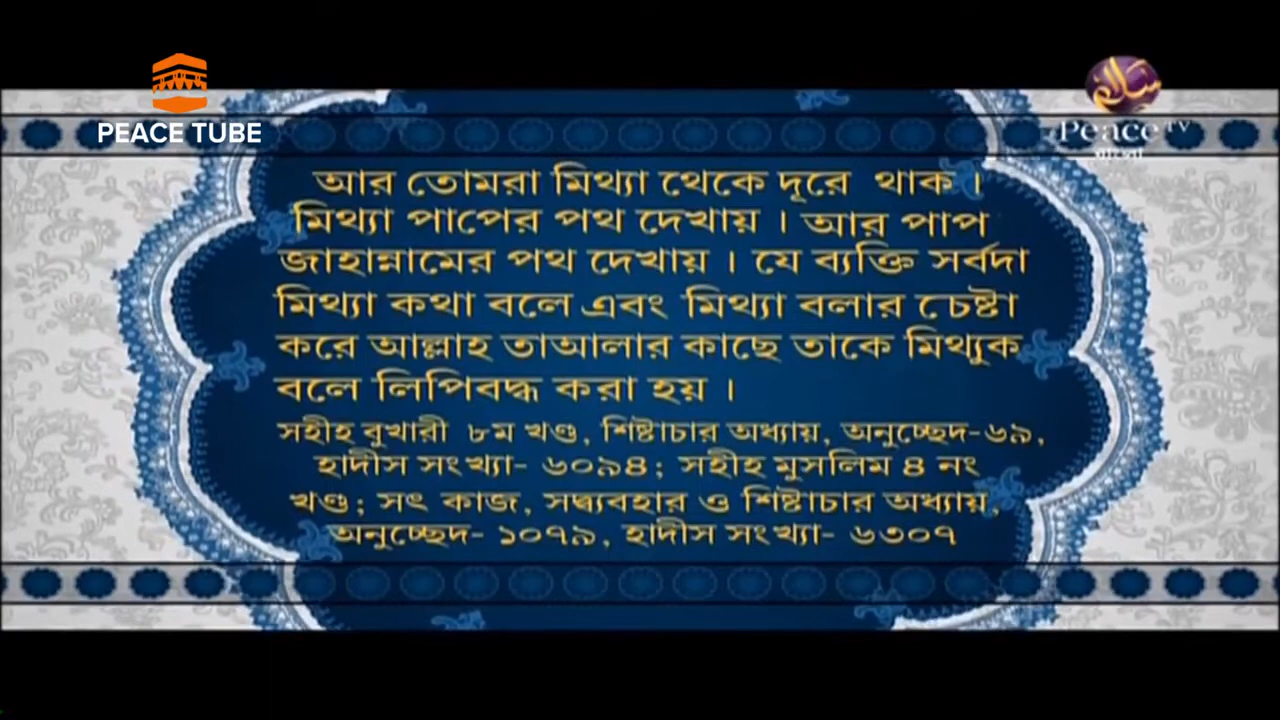 PEACE TUBE
سلام
Peace TV
বাংলা
আর তোমরা মিথ্যা থেকে দূরে থাক ।
মিথ্যা পাপের পথ দেখায় । আর পাপ
জাহান্নামের পথ দেখায় । যে ব্যক্তি সর্বদা
মিথ্যা কথা বলে এবং মিথ্যা বলার চেষ্টা
করে আল্লাহ তাআলার কাছে তাকে মিথ্যুক
বলে লিপিবদ্ধ করা হয় ।
সহীহ বুখারী ৮ম খণ্ড, শিষ্টাচার অধ্যায়, অনুচ্ছেদ-৬৯,
হাদীস সংখ্যা- ৬০৯৪; সহীহ মুসলিম ৪ নং
খণ্ড; সৎ কাজ, সদ্ব্যবহার ও শিষ্টাচার অধ্যায়,
অনুচ্ছেদ- ১০৭৯, হাদীস সংখ্যা- ৬৩০৭